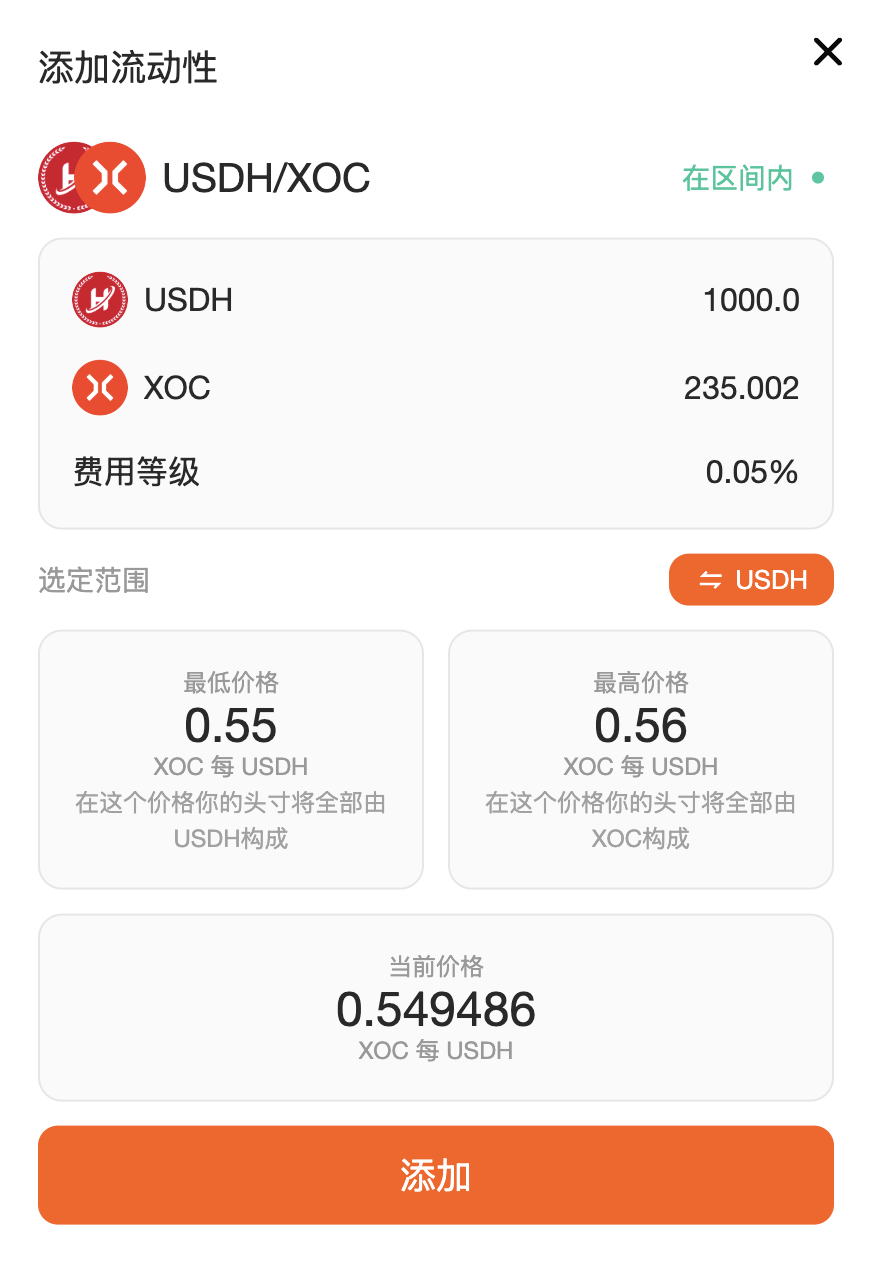 添加流动性
USDH/XOC
在区间内
USDH
1000.0
XOC
235.002
费用等级
0.05%
选定范围
USDH
最低价格
0.55
XOC 每 USDH
在这个价格你的头寸将全部由
USDH构成
最高价格
0.56
XOC 每 USDH
在这个价格你的头寸将全部由
XOC构成
当前价格
0.549486
XOC 每 USDH
添加